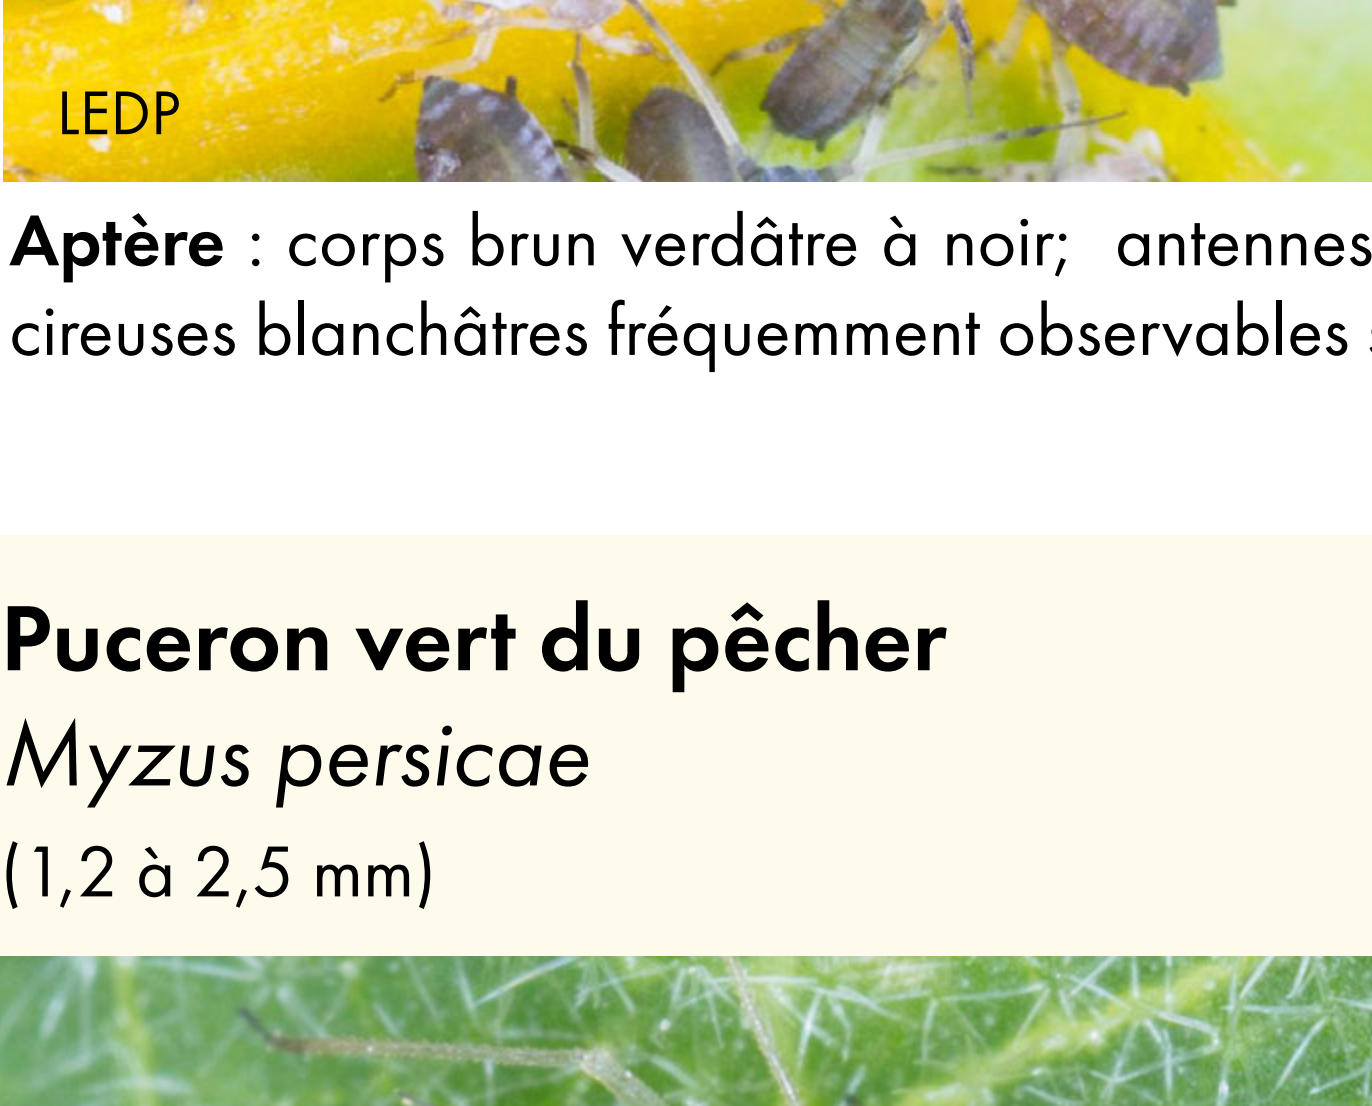 LEDP
Aptère : corps brun verdâtre à noir; antennes
cireuses blanchâtres fréquemment observables
Puceron vert du pêcher
Myzus persicae
(1,2 à 2,5 mm)